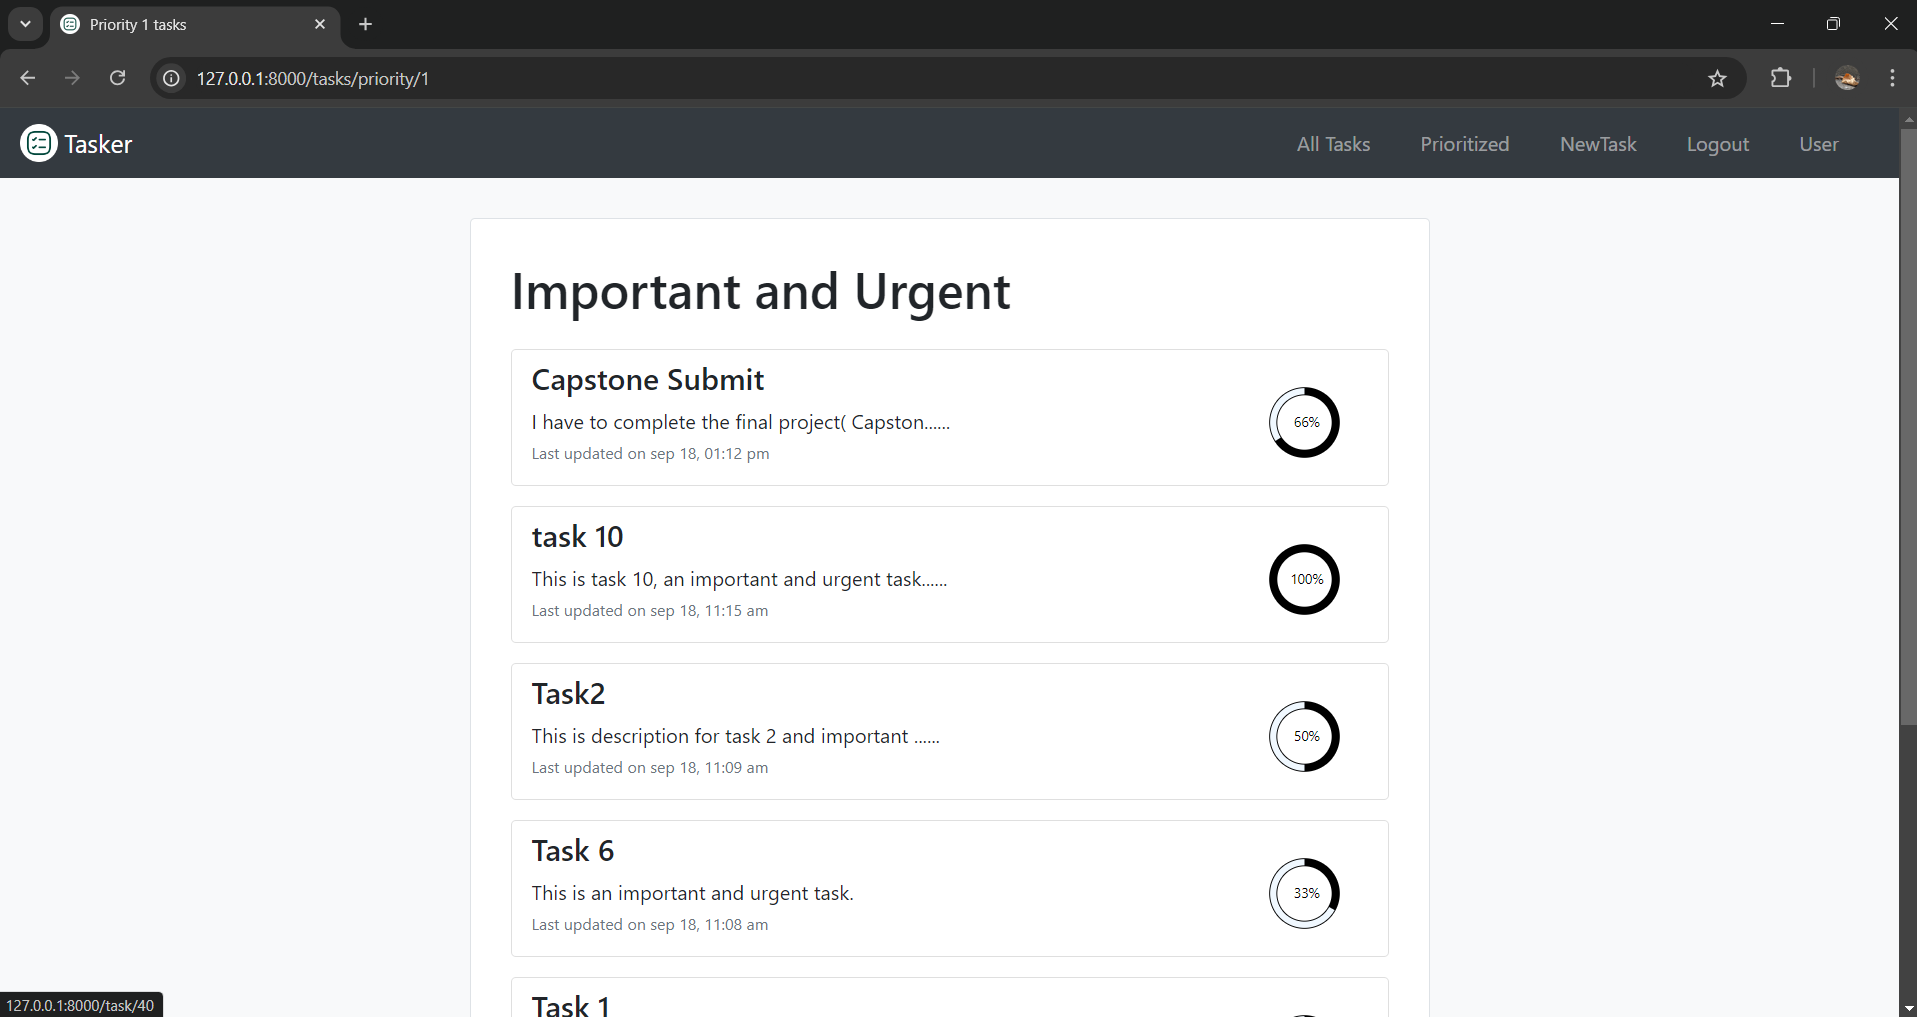 Priority 1 tasks
127.0.0.1:8000/tasks/priority/1
Tasker
All Tasks Prioritized NewTask Logout User
Important and Urgent
Capstone Submit
I have to complete the final project( Capston......
Last updated on sep 18, 01:12 pm
66%
task 10
This is task 10, an important and urgent task......
Last updated on sep 18, 11:15 am
100%
Task2
This is description for task 2 and important ......
Last updated on sep 18, 11:09 am
50%
Task 6
This is an important and urgent task.
Last updated on sep 18, 11:08 am
33%
Task 1
127.0.0.1:8000/task/40